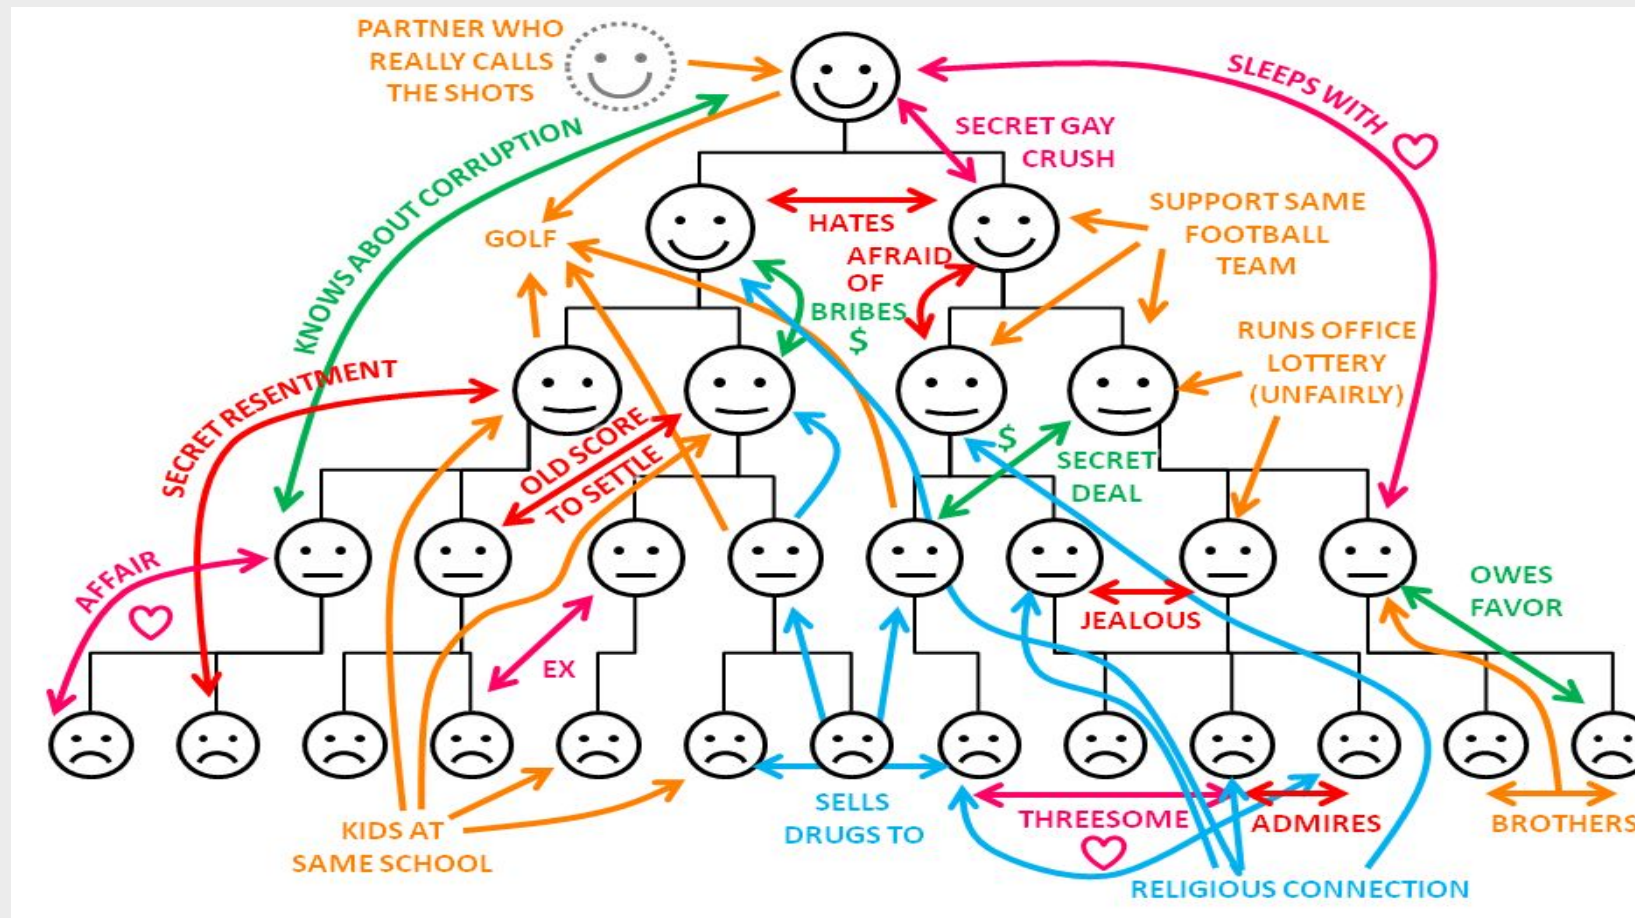 PARTNER WHO
REALLY CALLS
THE SHOTS
SLEEPS WITH
SECRET GAY
CRUSH
KNOWS ABOUT CORRUPTION
GOLF
HATES
SUPPORT SAME
FOOTBALL
TEAM
AFRAID
OF
BRIBES
$
RUNS OFFICE
LOTTERY
(UNFAIRLY)
SECRET RESENTMENT
OLD SCORE
TO SETTLE
$
SECRET
DEAL
AFFAIR
OWES
FAVOR
JEALOUS
EX
SELLS
DRUGS TO
THREESOME
ADMIRES
BROTHERS
KIDS AT
SAME SCHOOL
RELIGIOUS CONNECTION